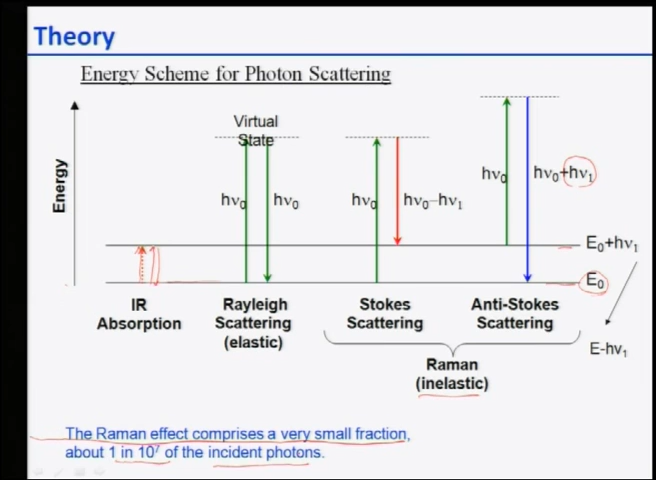 Theory
Energy Scheme for Photon Scattering
Virtual
State
Energy
hν₀
hν₀
hν₀
hν₀–hν₁
hν₀
hν₀+hν₁
E₀+hν₁
E₀
IR
Absorption
Rayleigh
Scattering
(elastic)
Stokes
Scattering
Anti-Stokes
Scattering
E-hν₁
Raman
(inelastic)
The Raman effect comprises a very small fraction,
about 1 in 10⁷ of the incident photons.